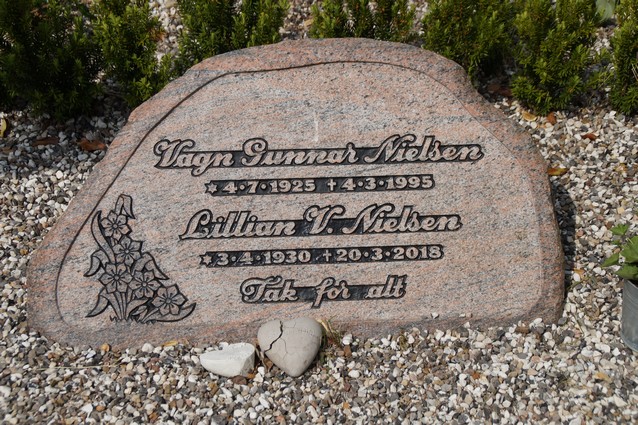 Vagn Gunnar Nielsen
★ 4·7·1925 ✝ 4·3·1995
Lillian V. Nielsen
★ 3·4·1930 ✝ 20·3·2018
Tak for alt